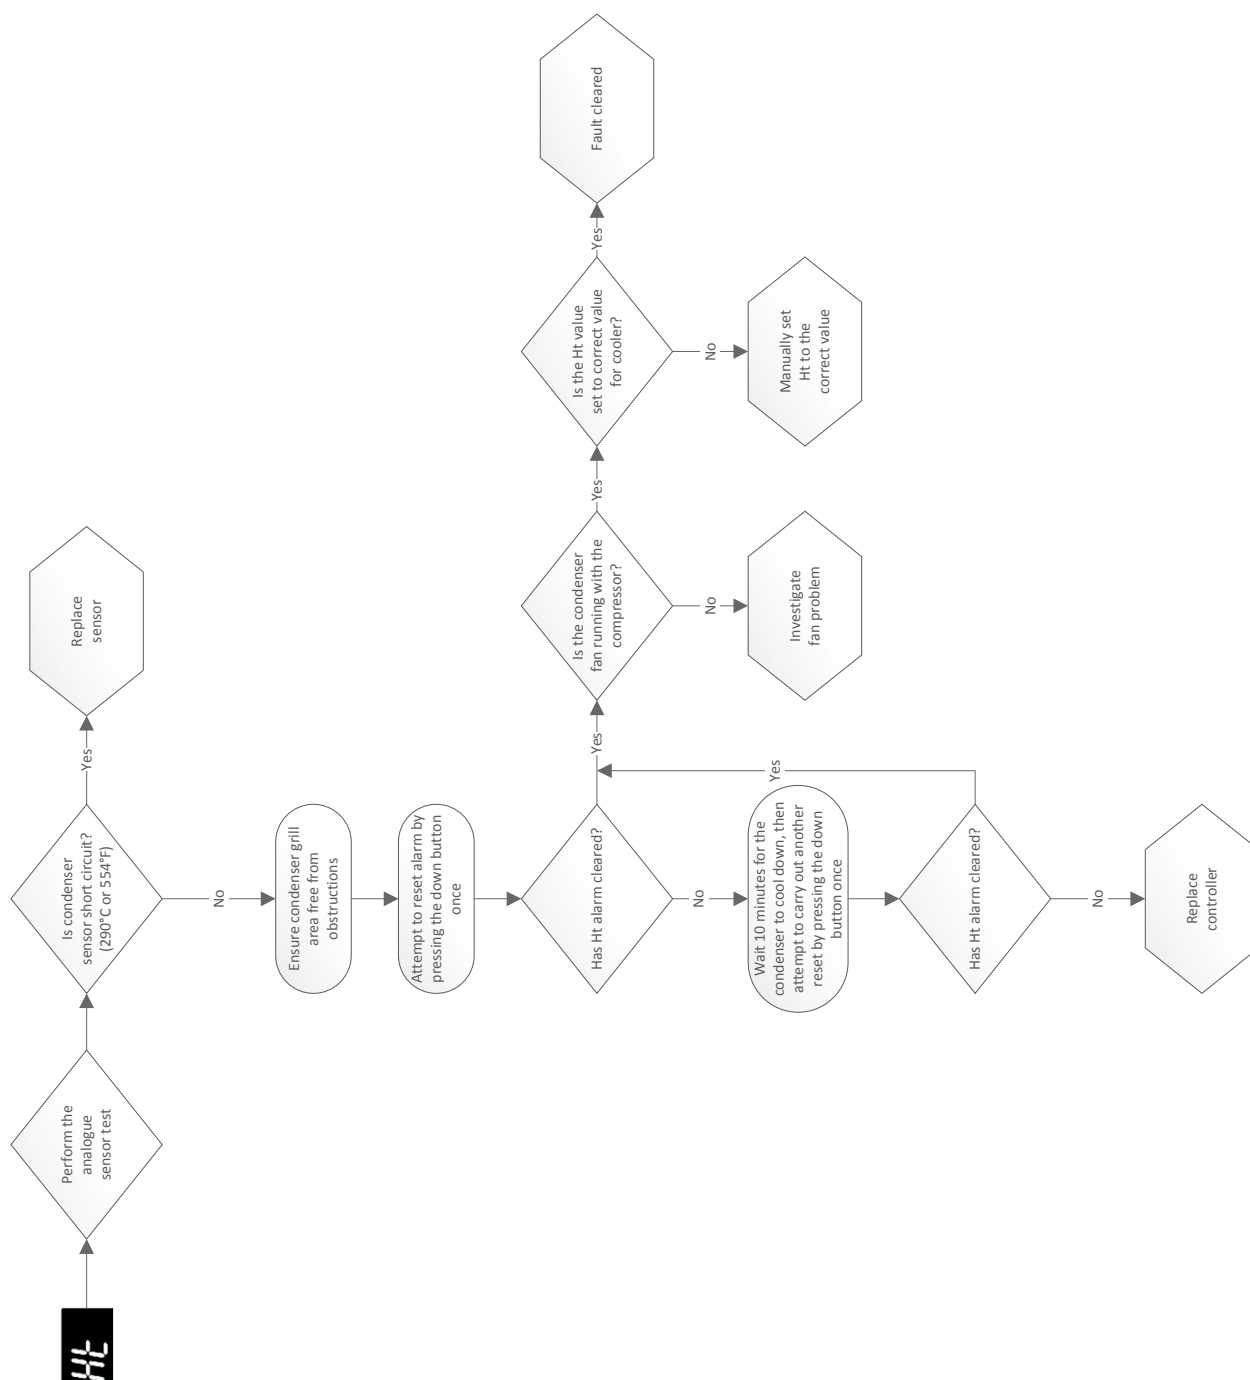 Ht
Perform the
analogue
sensor test
Is condenser
sensor short circuit?
(290°C or 554°F)
Yes
Replace
sensor
No
Ensure condenser grill
area free from
obstructions
Attempt to reset alarm by
pressing the down button
once
Has Ht alarm cleared?
Yes
Is the condenser
fan running with the
compressor?
Yes
Is the Ht value
set to correct value
for cooler?
Yes
Fault cleared
No
Manually set
Ht to the
correct value
No
Investigate
fan problem
No
Wait 10 minutes for the
condenser to cool down, then
attempt to carry out another
reset by pressing the down
button once
Has Ht alarm cleared?
Yes
No
Replace
controller